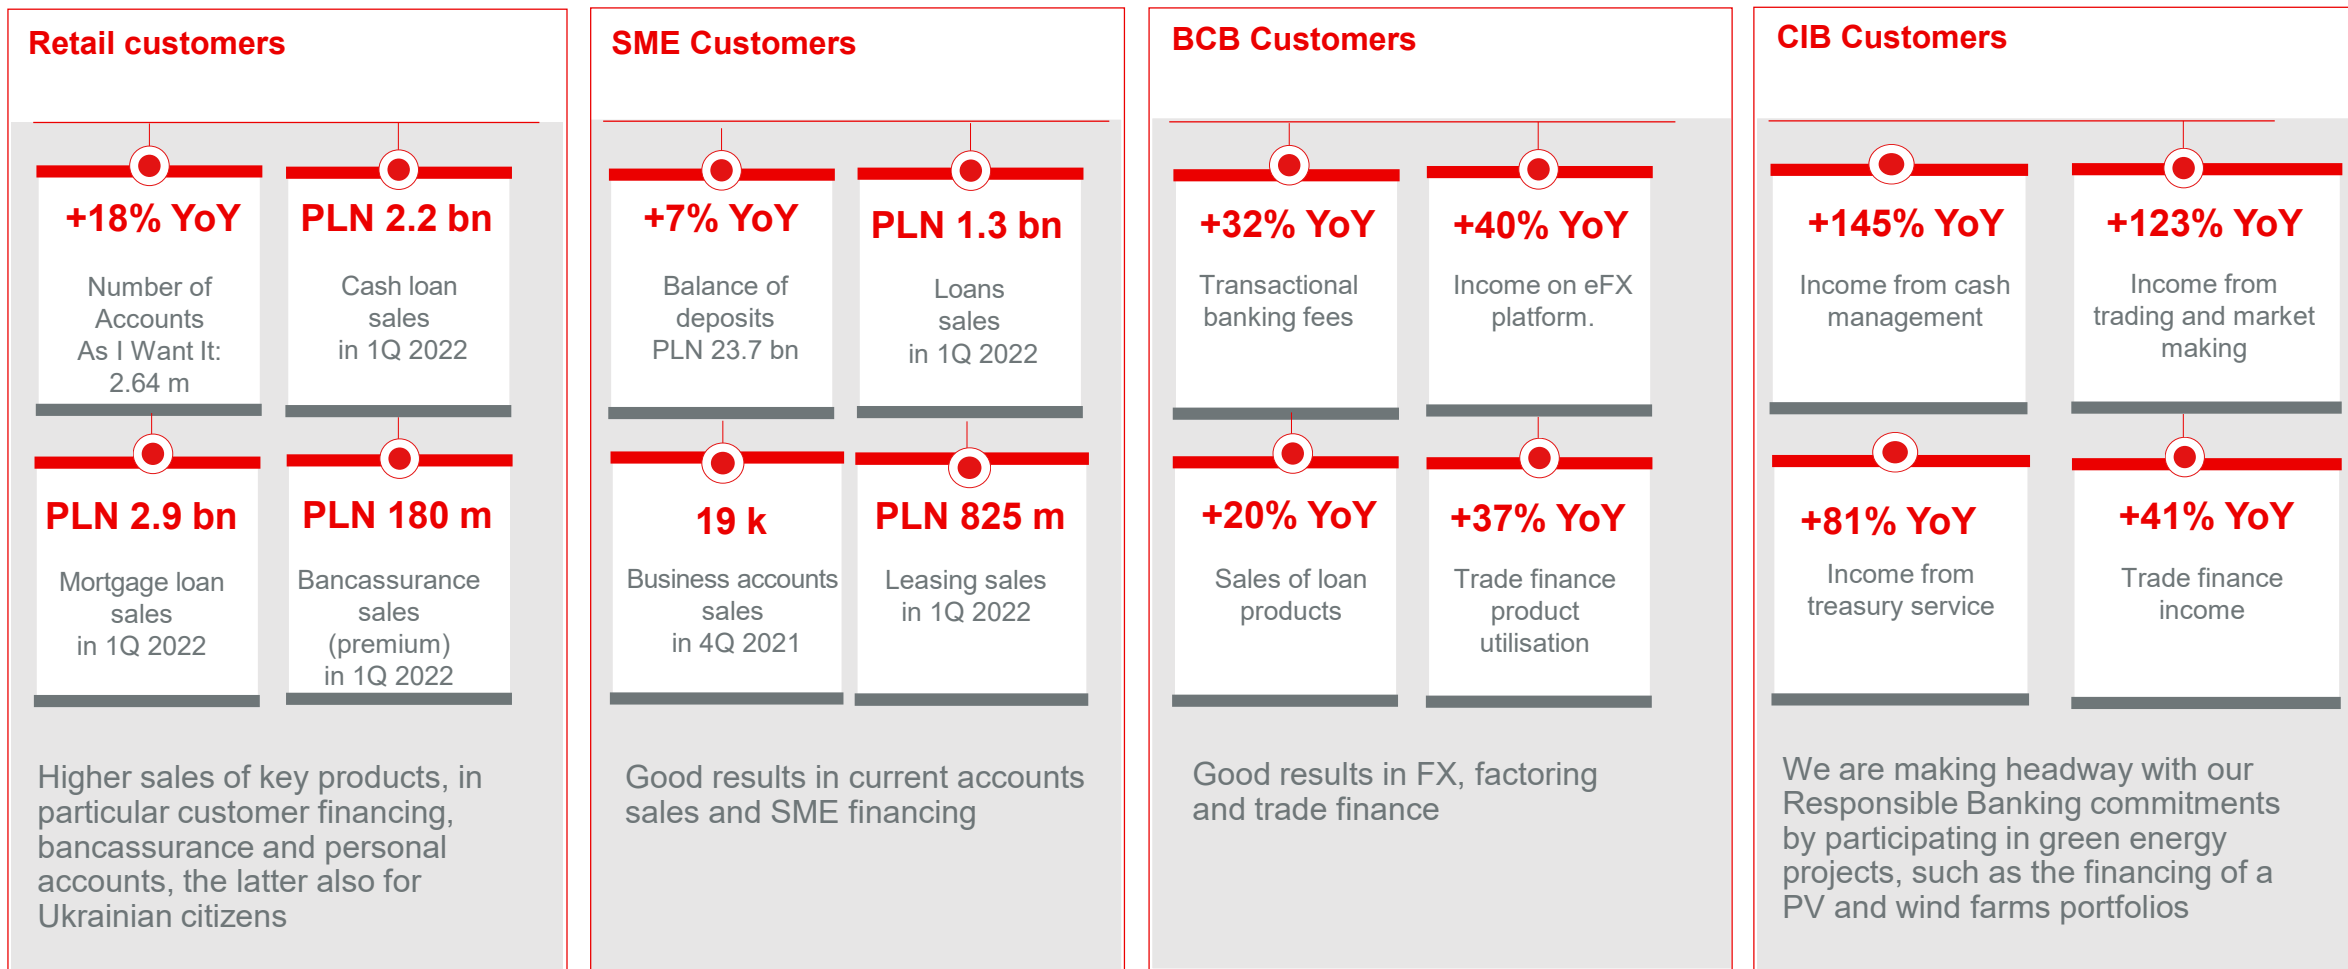 Retail customers
+18% YoY
Number of
Accounts
As I Want It:
2.64 m
PLN 2.2 bn
Cash loan
sales
in 1Q 2022
PLN 2.9 bn
Mortgage loan
sales
in 1Q 2022
PLN 180 m
Bancassurance
sales
(premium)
in 1Q 2022
Higher sales of key products, in
particular customer financing,
bancassurance and personal
accounts, the latter also for
Ukrainian citizens
SME Customers
+7% YoY
Balance of
deposits
PLN 23.7 bn
PLN 1.3 bn
Loans
sales
in 1Q 2022
19 k
Business accounts
sales
in 4Q 2021
PLN 825 m
Leasing sales
in 1Q 2022
Good results in current accounts
sales and SME financing
BCB Customers
+32% YoY
Transactional
banking fees
+40% YoY
Income on eFX
platform.
+20% YoY
Sales of loan
products
+37% YoY
Trade finance
product
utilisation
Good results in FX, factoring
and trade finance
CIB Customers
+145% YoY
Income from cash
management
+123% YoY
Income from
trading and market
making
+81% YoY
Income from
treasury service
+41% YoY
Trade finance
income
We are making headway with our
Responsible Banking commitments
by participating in green energy
projects, such as the financing of a
PV and wind farms portfolios